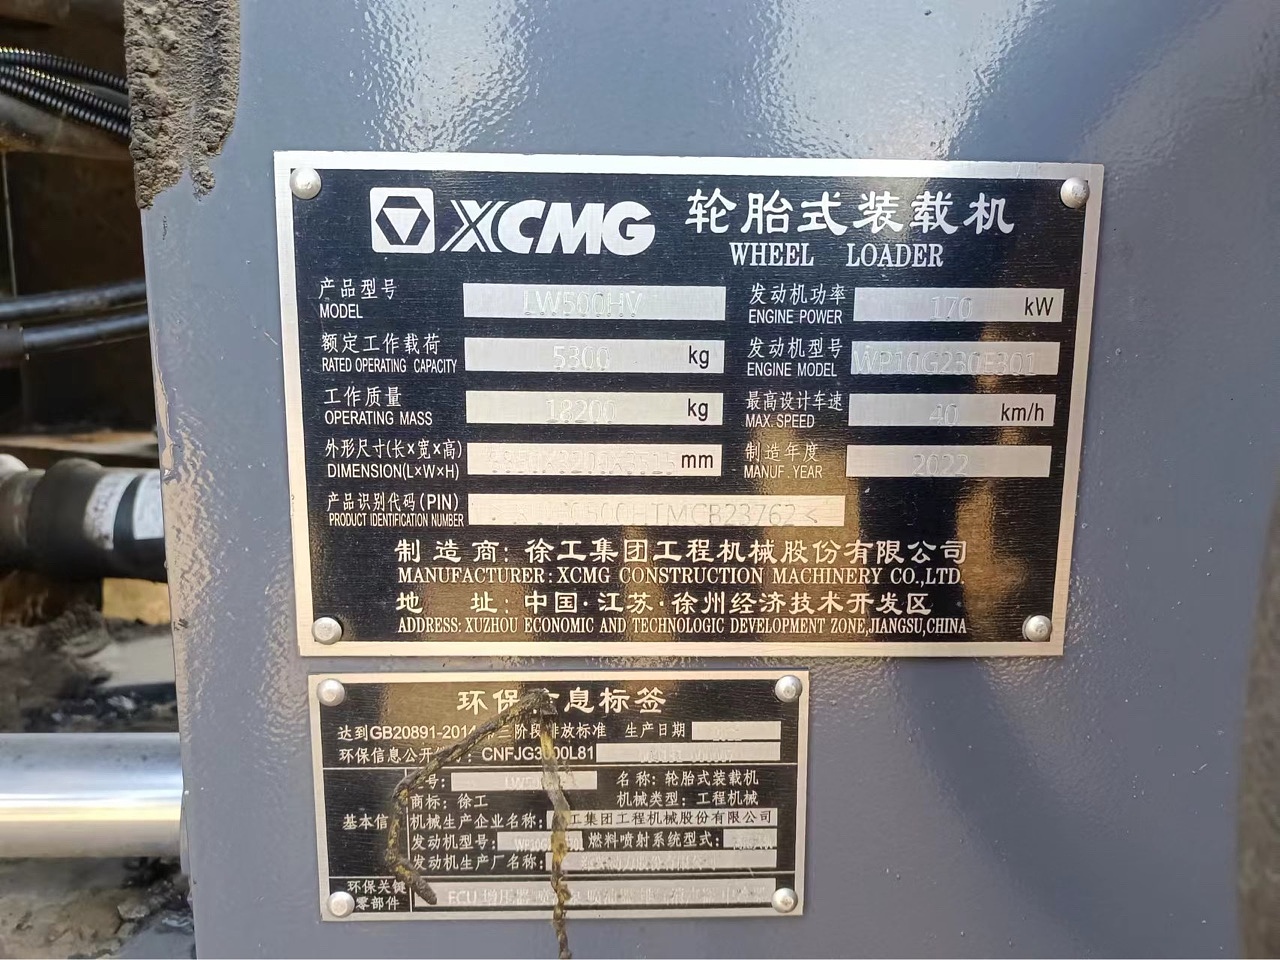 XCMG 轮胎式装载机
WHEEL LOADER
产品型号 MODEL LW500HV
发动机功率 ENGINE POWER 170 kW
额定工作载荷 RATED OPERATING CAPACITY 5300 kg
发动机型号 ENGINE MODEL WP10G230E301
工作质量 OPERATING MASS 18200 kg
最高设计车速 MAX. SPEED 40 km/h
外形尺寸(长×宽×高) DIMENSION(L×W×H) mm
制造年度 MANUF. YEAR 2022
产品识别代码(PIN) PRODUCT IDENTIFICATION NUMBER
制造商: 徐工集团工程机械股份有限公司
MANUFACTURER: XCMG CONSTRUCTION MACHINERY CO.,LTD.
地址: 中国·江苏·徐州经济技术开发区
ADDRESS: XUZHOU ECONOMIC AND TECHNOLOGIC DEVELOPMENT ZONE,JIANGSU,CHINA
环保 息标签
达到GB20891-2014 三阶段排放标准 生产日期
环保信息公开 号: CNFJG3 00L81
号: 名称: 轮胎式装载机
商标: 徐工 机械类型: 工程机械
基本信
机械生产企业名称: 工集团工程机械股份有限公司
发动机型号: 燃料喷射系统型式:
发动机生产厂名称:
环保关键
零部件 ECU 增压器